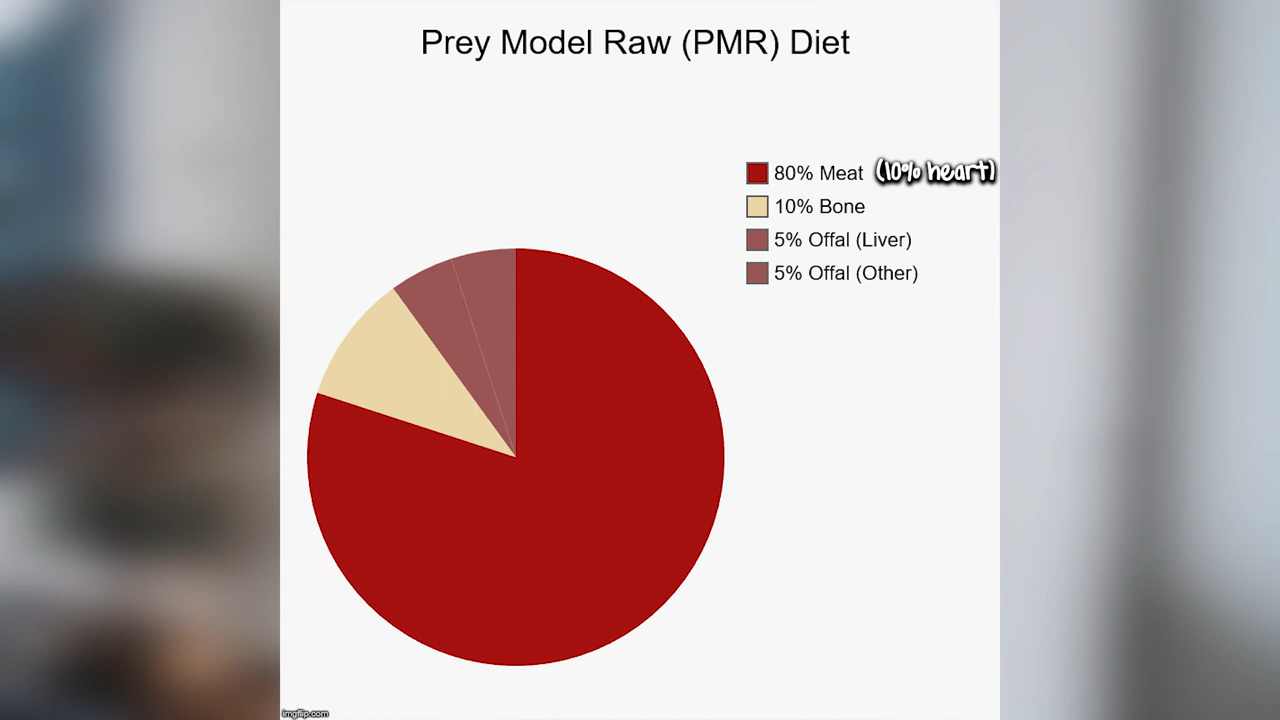 Prey Model Raw (PMR) Diet
80% Meat (10% heart)
10% Bone
5% Offal (Liver)
5% Offal (Other)
imgflip.com